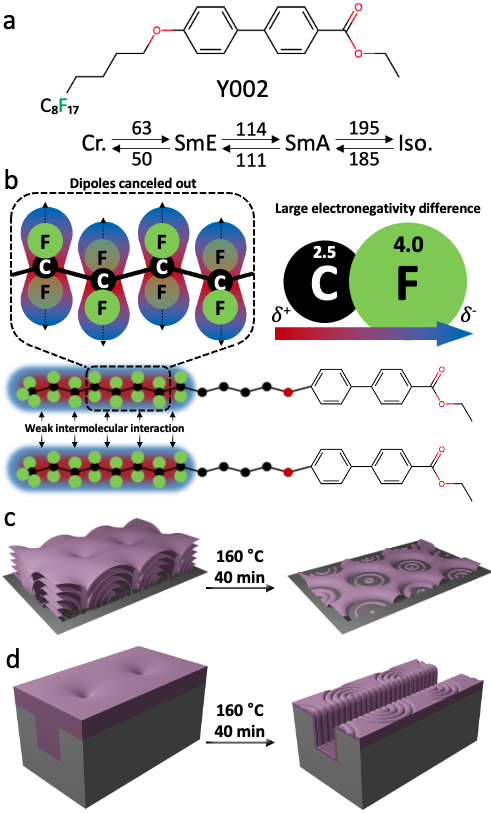 a
O
O
O
C₈F₁₇
Y002
63 114 195
Cr. SmE SmA Iso.
50 111 185
b
Dipoles canceled out
Large electronegativity difference
F F F F
C C C C
F F F F
2.5 4.0
C F
δ⁺ δ⁻
O
O
Weak intermolecular interaction
O
O
c
160 °C
40 min
d
160 °C
40 min